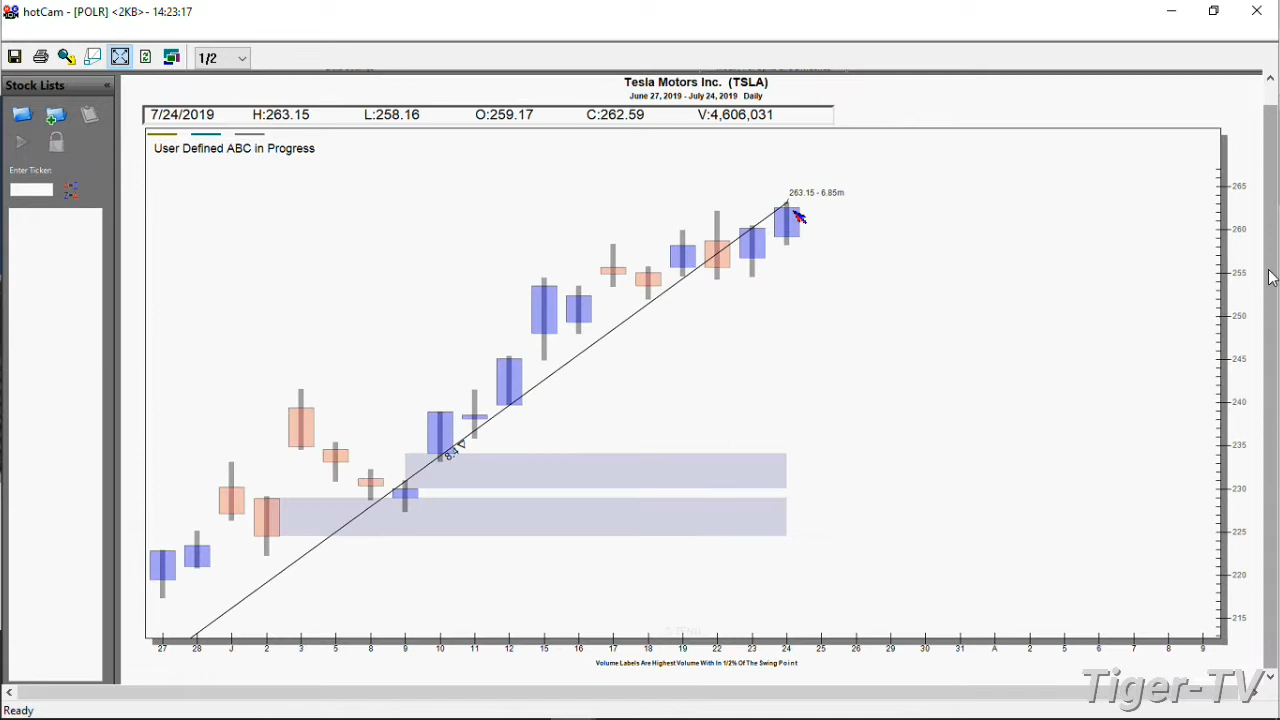 hotCam - [POLR] <2KB> - 14:23:17
1/2
Stock Lists
«
Enter Ticker:
Tesla Motors Inc. (TSLA)
June 27, 2019 - July 24, 2019 Daily
7/24/2019 H:263.15 L:258.16 O:259.17 C:262.59 V:4,606,031
User Defined ABC in Progress
263.15 - 6.85m
265
260
255
250
245
240
235
230
225
220
215
27 28 J 2 3 5 8 9 10 11 12 15 16 17 18 19 22 23 24 25 26 29 30 31 A 2 5 6 7 8 9
Volume Labels Are Highest Volume With In 1/2% Of The Swing Point
Tiger-TV
Ready